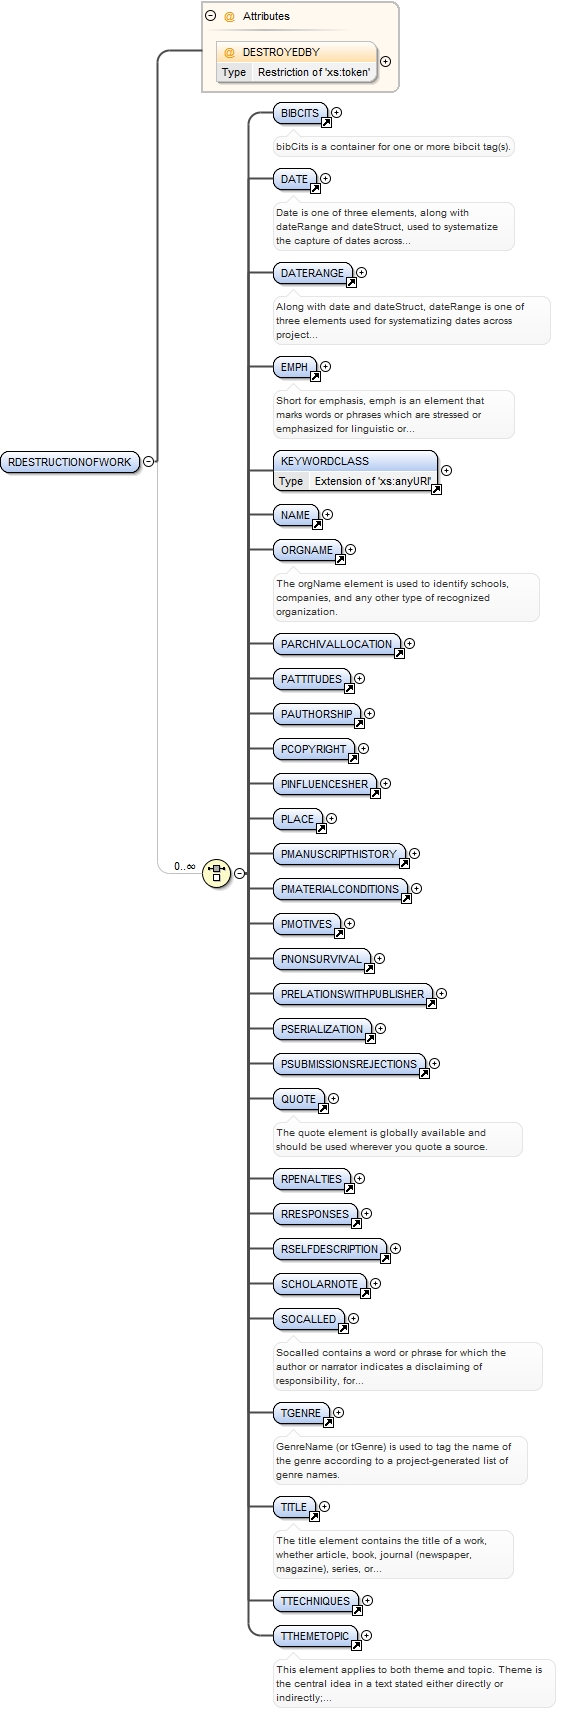 Attributes
DESTROYEDBY
Type Restriction of 'xs:token'
BIBCITS
bibCits is a container for one or more bibcit tag(s).
DATE
Date is one of three elements, along with
dateRange and dateStruct, used to systematize
the capture of dates across...
DATERANGE
Along with date and dateStruct, dateRange is one of
three elements used for systematizing dates across
project...
EMPH
Short for emphasis, emph is an element that
marks words or phrases which are stressed or
emphasized for linguistic or...
RDESTRUCTIONOFWORK
KEYWORDCLASS
Type Extension of 'xs:anyURI'
NAME
ORGNAME
The orgName element is used to identify schools,
companies, and any other type of recognized
organization.
PARCHIVALLOCATION
PATTITUDES
PAUTHORSHIP
PCOPYRIGHT
PINFLUENCESHER
PLACE
PMANUSCRIPTHISTORY
0..∞
PMATERIALCONDITIONS
PMOTIVES
PNONSURVIVAL
PRELATIONSWITHPUBLISHER
PSERIALIZATION
PSUBMISSIONSREJECTIONS
QUOTE
The quote element is globally available and
should be used wherever you quote a source.
RPENALTIES
RRESPONSES
RSELFDESCRIPTION
SCHOLARNOTE
SOCALLED
Socalled contains a word or phrase for which the
author or narrator indicates a disclaiming of
responsibility, for...
TGENRE
GenreName (or tGenre) is used to tag the name of
the genre according to a project-generated list of
genre names.
TITLE
The title element contains the title of a work,
whether article, book, journal (newspaper,
magazine), series, or...
TTECHNIQUES
TTHEMETOPIC
This element applies to both theme and topic. Theme is
the central idea in a text stated either directly or
indirectly;...